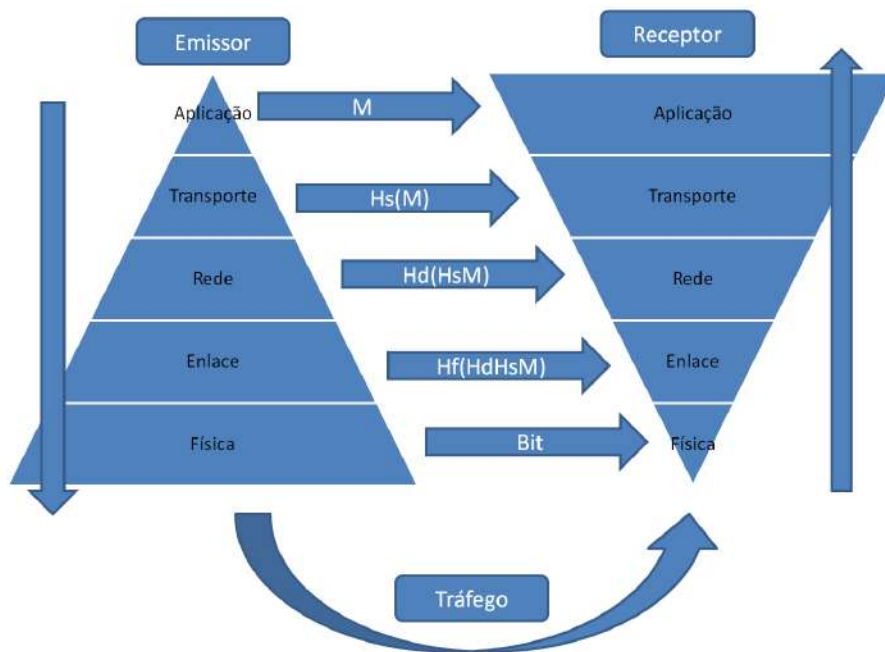 Emissor
Receptor
Aplicação
M
Aplicação
Transporte
Hs(M)
Transporte
Rede
Hd(HsM)
Rede
Enlace
Hf(HdHsM)
Enlace
Física
Bit
Física
Tráfego